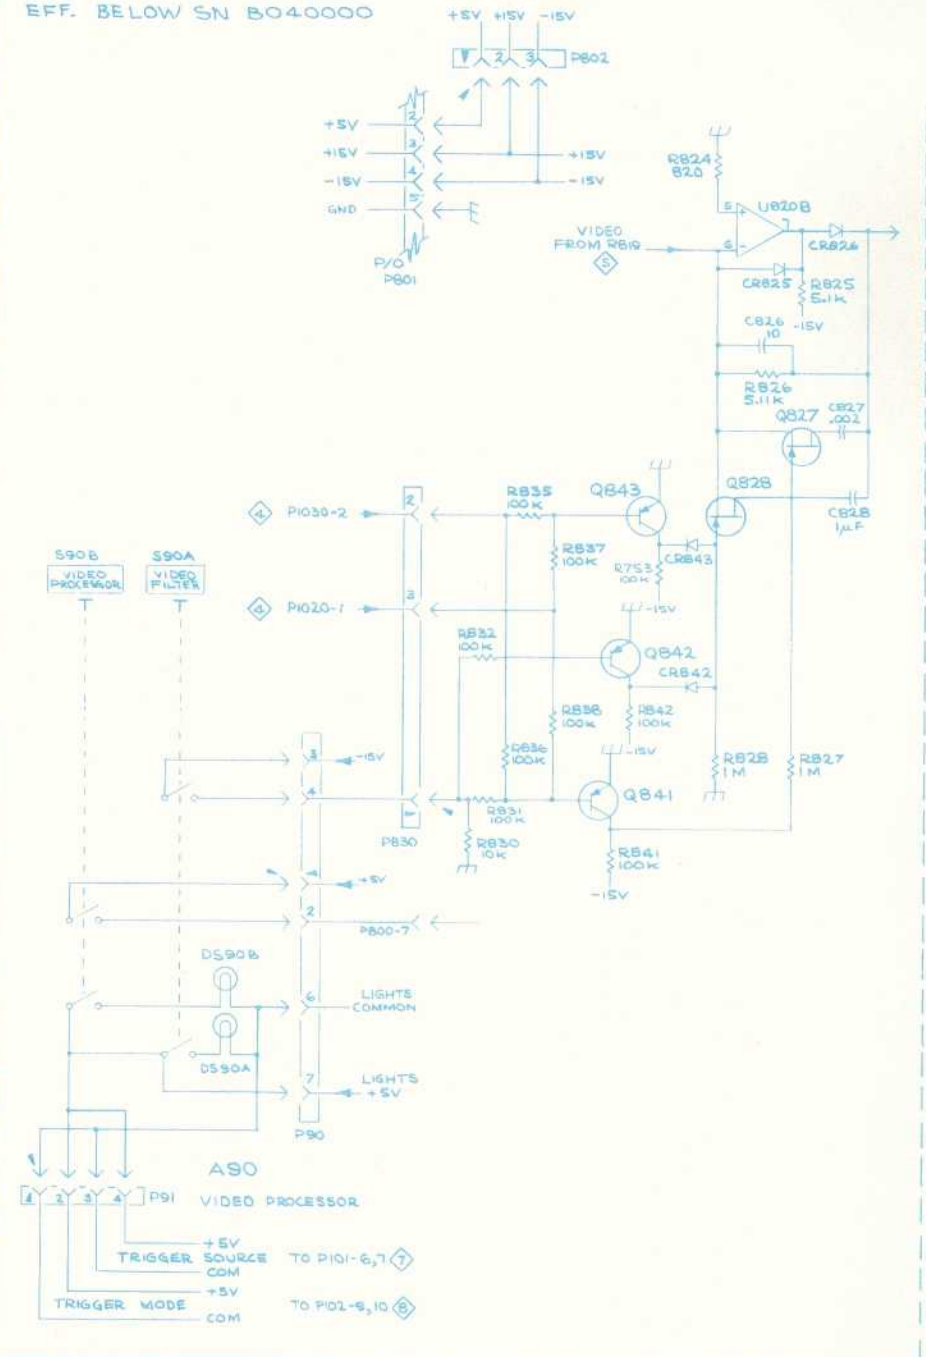 EFF. BELOW SN B040000
+5V +15V -15V
1 2 3 P802
+5V 2
+15V 3 +15V
-15V 4 -15V
GND 5
P/O
P801
R824
820
5 + U820B
6 -
VIDEO
FROM R819
5
CR826
CR825 R825
5.1K
-15V
C826
10
R826
5.11K
Q827 C827
.002
Q828
C828
1µF
4 P1030-2 2
R835
100K
Q843
R837
100K
CR843
R753
100K
-15V
S90B S90A
VIDEO
PROCESSOR
VIDEO
FILTER
4 P1020-1 3
R832
100K
Q842
CR842
R838
100K
R842
100K
-15V
R836
100K
R828
1M
R827
1M
3 -15V
4
1
P830
R831
100K
R830
10K
Q841
R841
100K
-15V
1 +5V
2
P800-7
DS90B
6 LIGHTS
COMMON
DS90A
7 LIGHTS
+5V
P90
A90
1 2 3 4 P91 VIDEO PROCESSOR
+5V
TRIGGER SOURCE TO P101-6,7 7
COM
+5V
TRIGGER MODE TO P102-8,10 8
COM